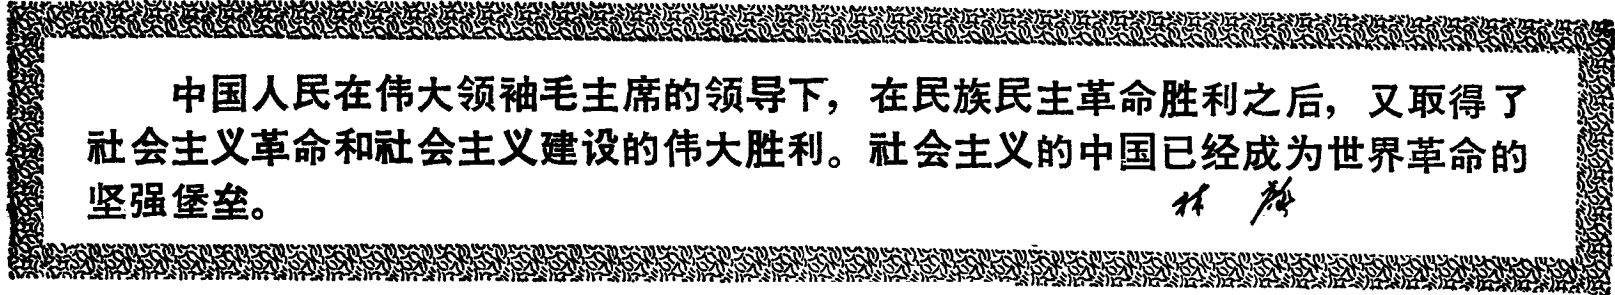 中国人民在伟大领袖毛主席的领导下，在民族民主革命胜利之后，又取得了
社会主义革命和社会主义建设的伟大胜利。社会主义的中国已经成为世界革命的
坚强堡垒。
林彪